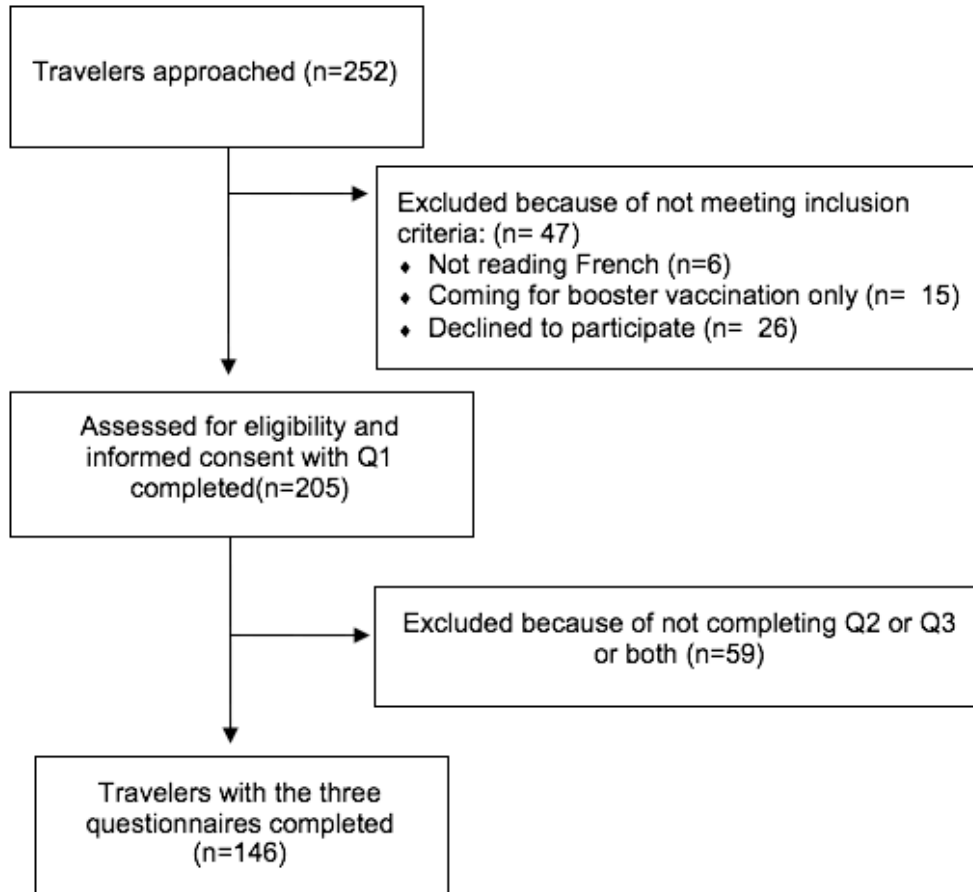 Travelers approached (n=252)
Excluded because of not meeting inclusion
criteria: (n= 47)
♦ Not reading French (n=6)
♦ Coming for booster vaccination only (n=  15)
♦ Declined to participate (n=  26)
Assessed for eligibility and
informed consent with Q1
completed(n=205)
Excluded because of not completing Q2 or Q3
or both (n=59)
Travelers with the three
questionnaires completed
(n=146)